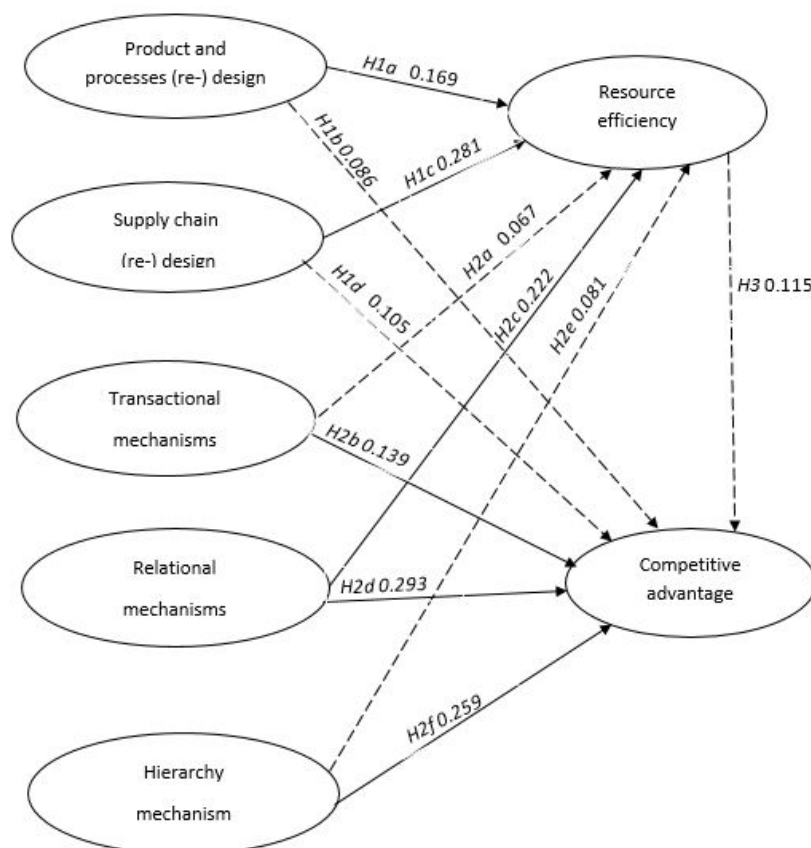 Product and
processes (re-) design
H1a 0.169
Resource
efficiency
H1b 0.086
H1c 0.281
Supply chain
(re-) design
H2a 0.067
H1d 0.105
H2c 0.222
H2e 0.081
H3 0.115
Transactional
mechanisms
H2b 0.139
Relational
mechanisms
H2d 0.293
Competitive
advantage
H2f 0.259
Hierarchy
mechanism